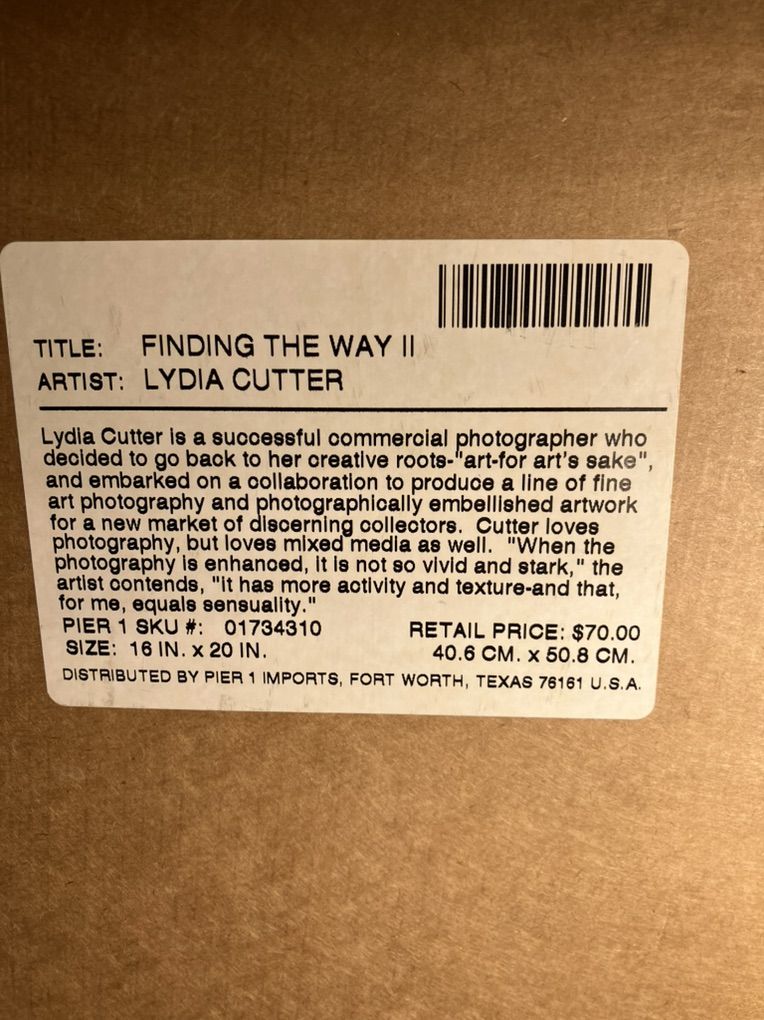 TITLE: FINDING THE WAY II
ARTIST: LYDIA CUTTER
Lydia Cutter is a successful commercial photographer who
decided to go back to her creative roots-"art-for art's sake",
and embarked on a collaboration to produce a line of fine
art photography and photographically embellished artwork
for a new market of discerning collectors. Cutter loves
photography, but loves mixed media as well. "When the
photography is enhanced, it is not so vivid and stark," the
artist contends, "it has more activity and texture-and that,
for me, equals sensuality."
PIER 1 SKU #: 01734310 RETAIL PRICE: $70.00
SIZE: 16 IN. x 20 IN. 40.6 CM. x 50.8 CM.
DISTRIBUTED BY PIER 1 IMPORTS, FORT WORTH, TEXAS 76161 U.S.A.